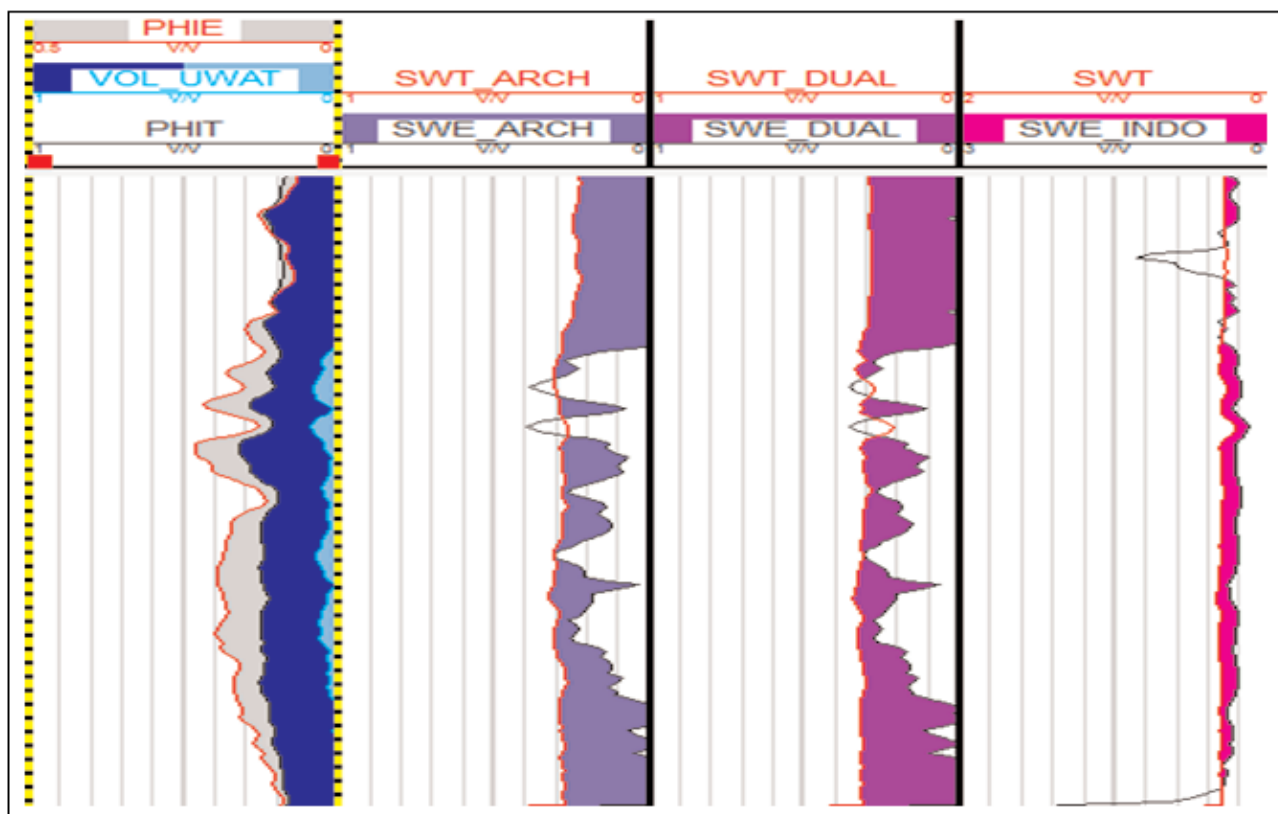 PHIE
0.5 V/V 0
VOL_UWAT
1 V/V 0
PHIT
1 V/V 0
SWT_ARCH
1 V/V 0
SWE_ARCH
1 V/V 0
SWT_DUAL
1 V/V 0
SWE_DUAL
1 V/V 0
SWT
2 V/V 0
SWE_INDO
3 V/V 0